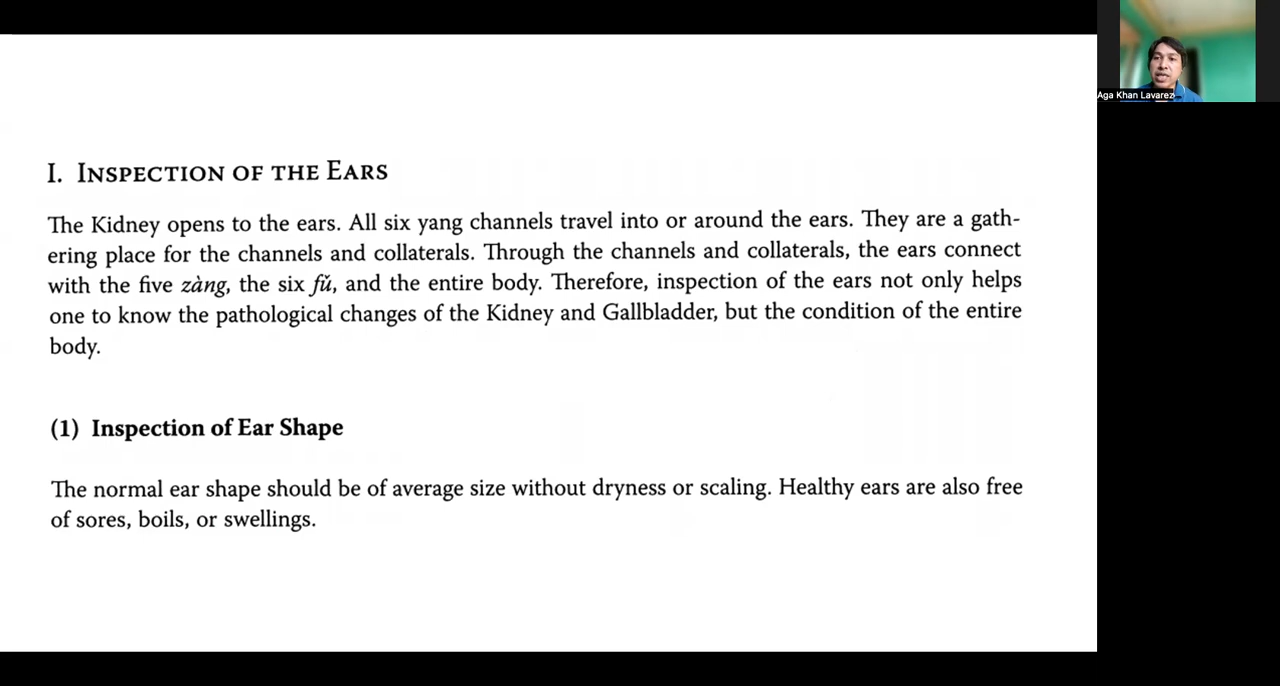 I. Inspection of the Ears
The Kidney opens to the ears. All six yang channels travel into or around the ears. They are a gath-
ering place for the channels and collaterals. Through the channels and collaterals, the ears connect
with the five zàng, the six fŭ, and the entire body. Therefore, inspection of the ears not only helps
one to know the pathological changes of the Kidney and Gallbladder, but the condition of the entire
body.
(1) Inspection of Ear Shape
The normal ear shape should be of average size without dryness or scaling. Healthy ears are also free
of sores, boils, or swellings.
Aga Khan Lavarez